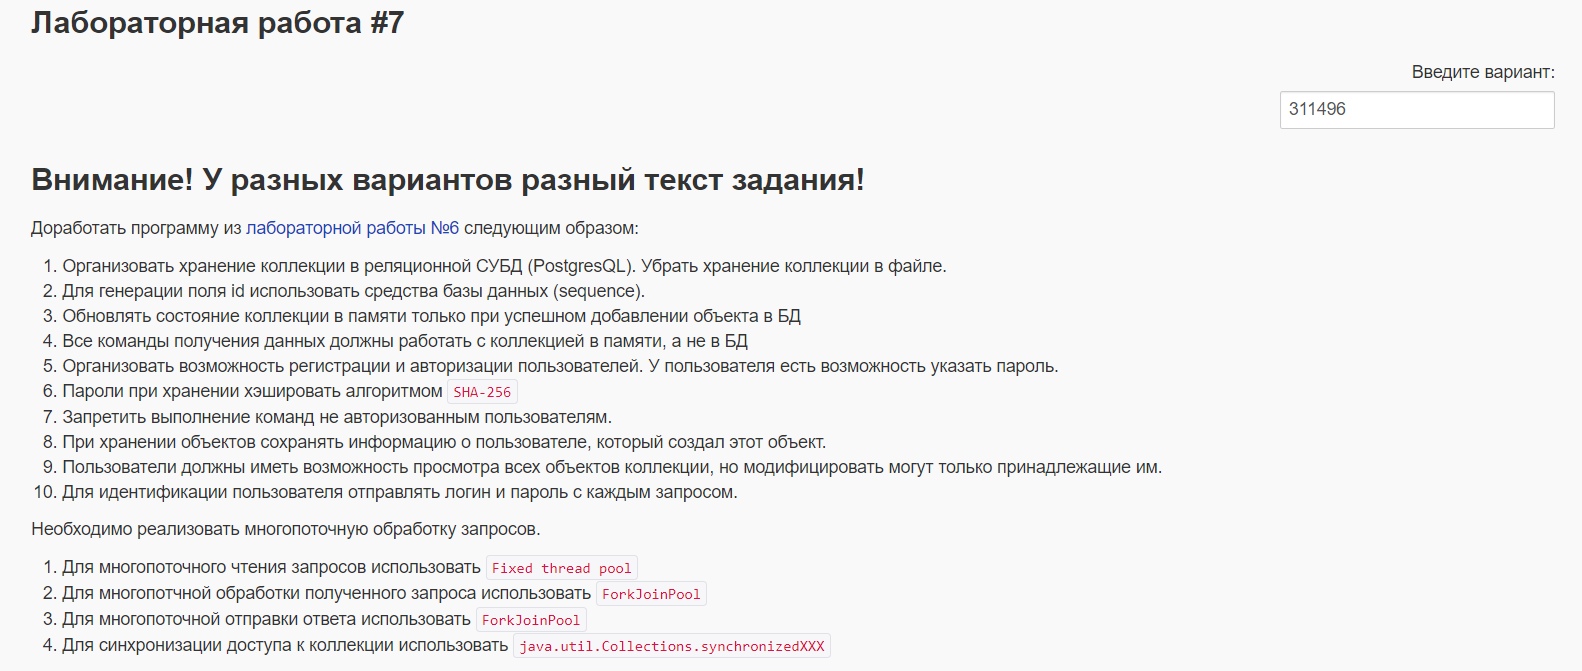 Лабораторная работа #7
Введите вариант:
311496
Внимание! У разных вариантов разный текст задания!
Доработать программу из лабораторной работы №6 следующим образом:
1. Организовать хранение коллекции в реляционной СУБД (PostgresQL). Убрать хранение коллекции в файле.
2. Для генерации поля id использовать средства базы данных (sequence).
3. Обновлять состояние коллекции в памяти только при успешном добавлении объекта в БД
4. Все команды получения данных должны работать с коллекцией в памяти, а не в БД
5. Организовать возможность регистрации и авторизации пользователей. У пользователя есть возможность указать пароль.
6. Пароли при хранении хэшировать алгоритмом SHA-256
7. Запретить выполнение команд не авторизованным пользователям.
8. При хранении объектов сохранять информацию о пользователе, который создал этот объект.
9. Пользователи должны иметь возможность просмотра всех объектов коллекции, но модифицировать могут только принадлежащие им.
10. Для идентификации пользователя отправлять логин и пароль с каждым запросом.
Необходимо реализовать многопоточную обработку запросов.
1. Для многопоточного чтения запросов использовать Fixed thread pool
2. Для многопотчной обработки полученного запроса использовать ForkJoinPool
3. Для многопоточной отправки ответа использовать ForkJoinPool
4. Для синхронизации доступа к коллекции использовать java.util.Collections.synchronizedXXX